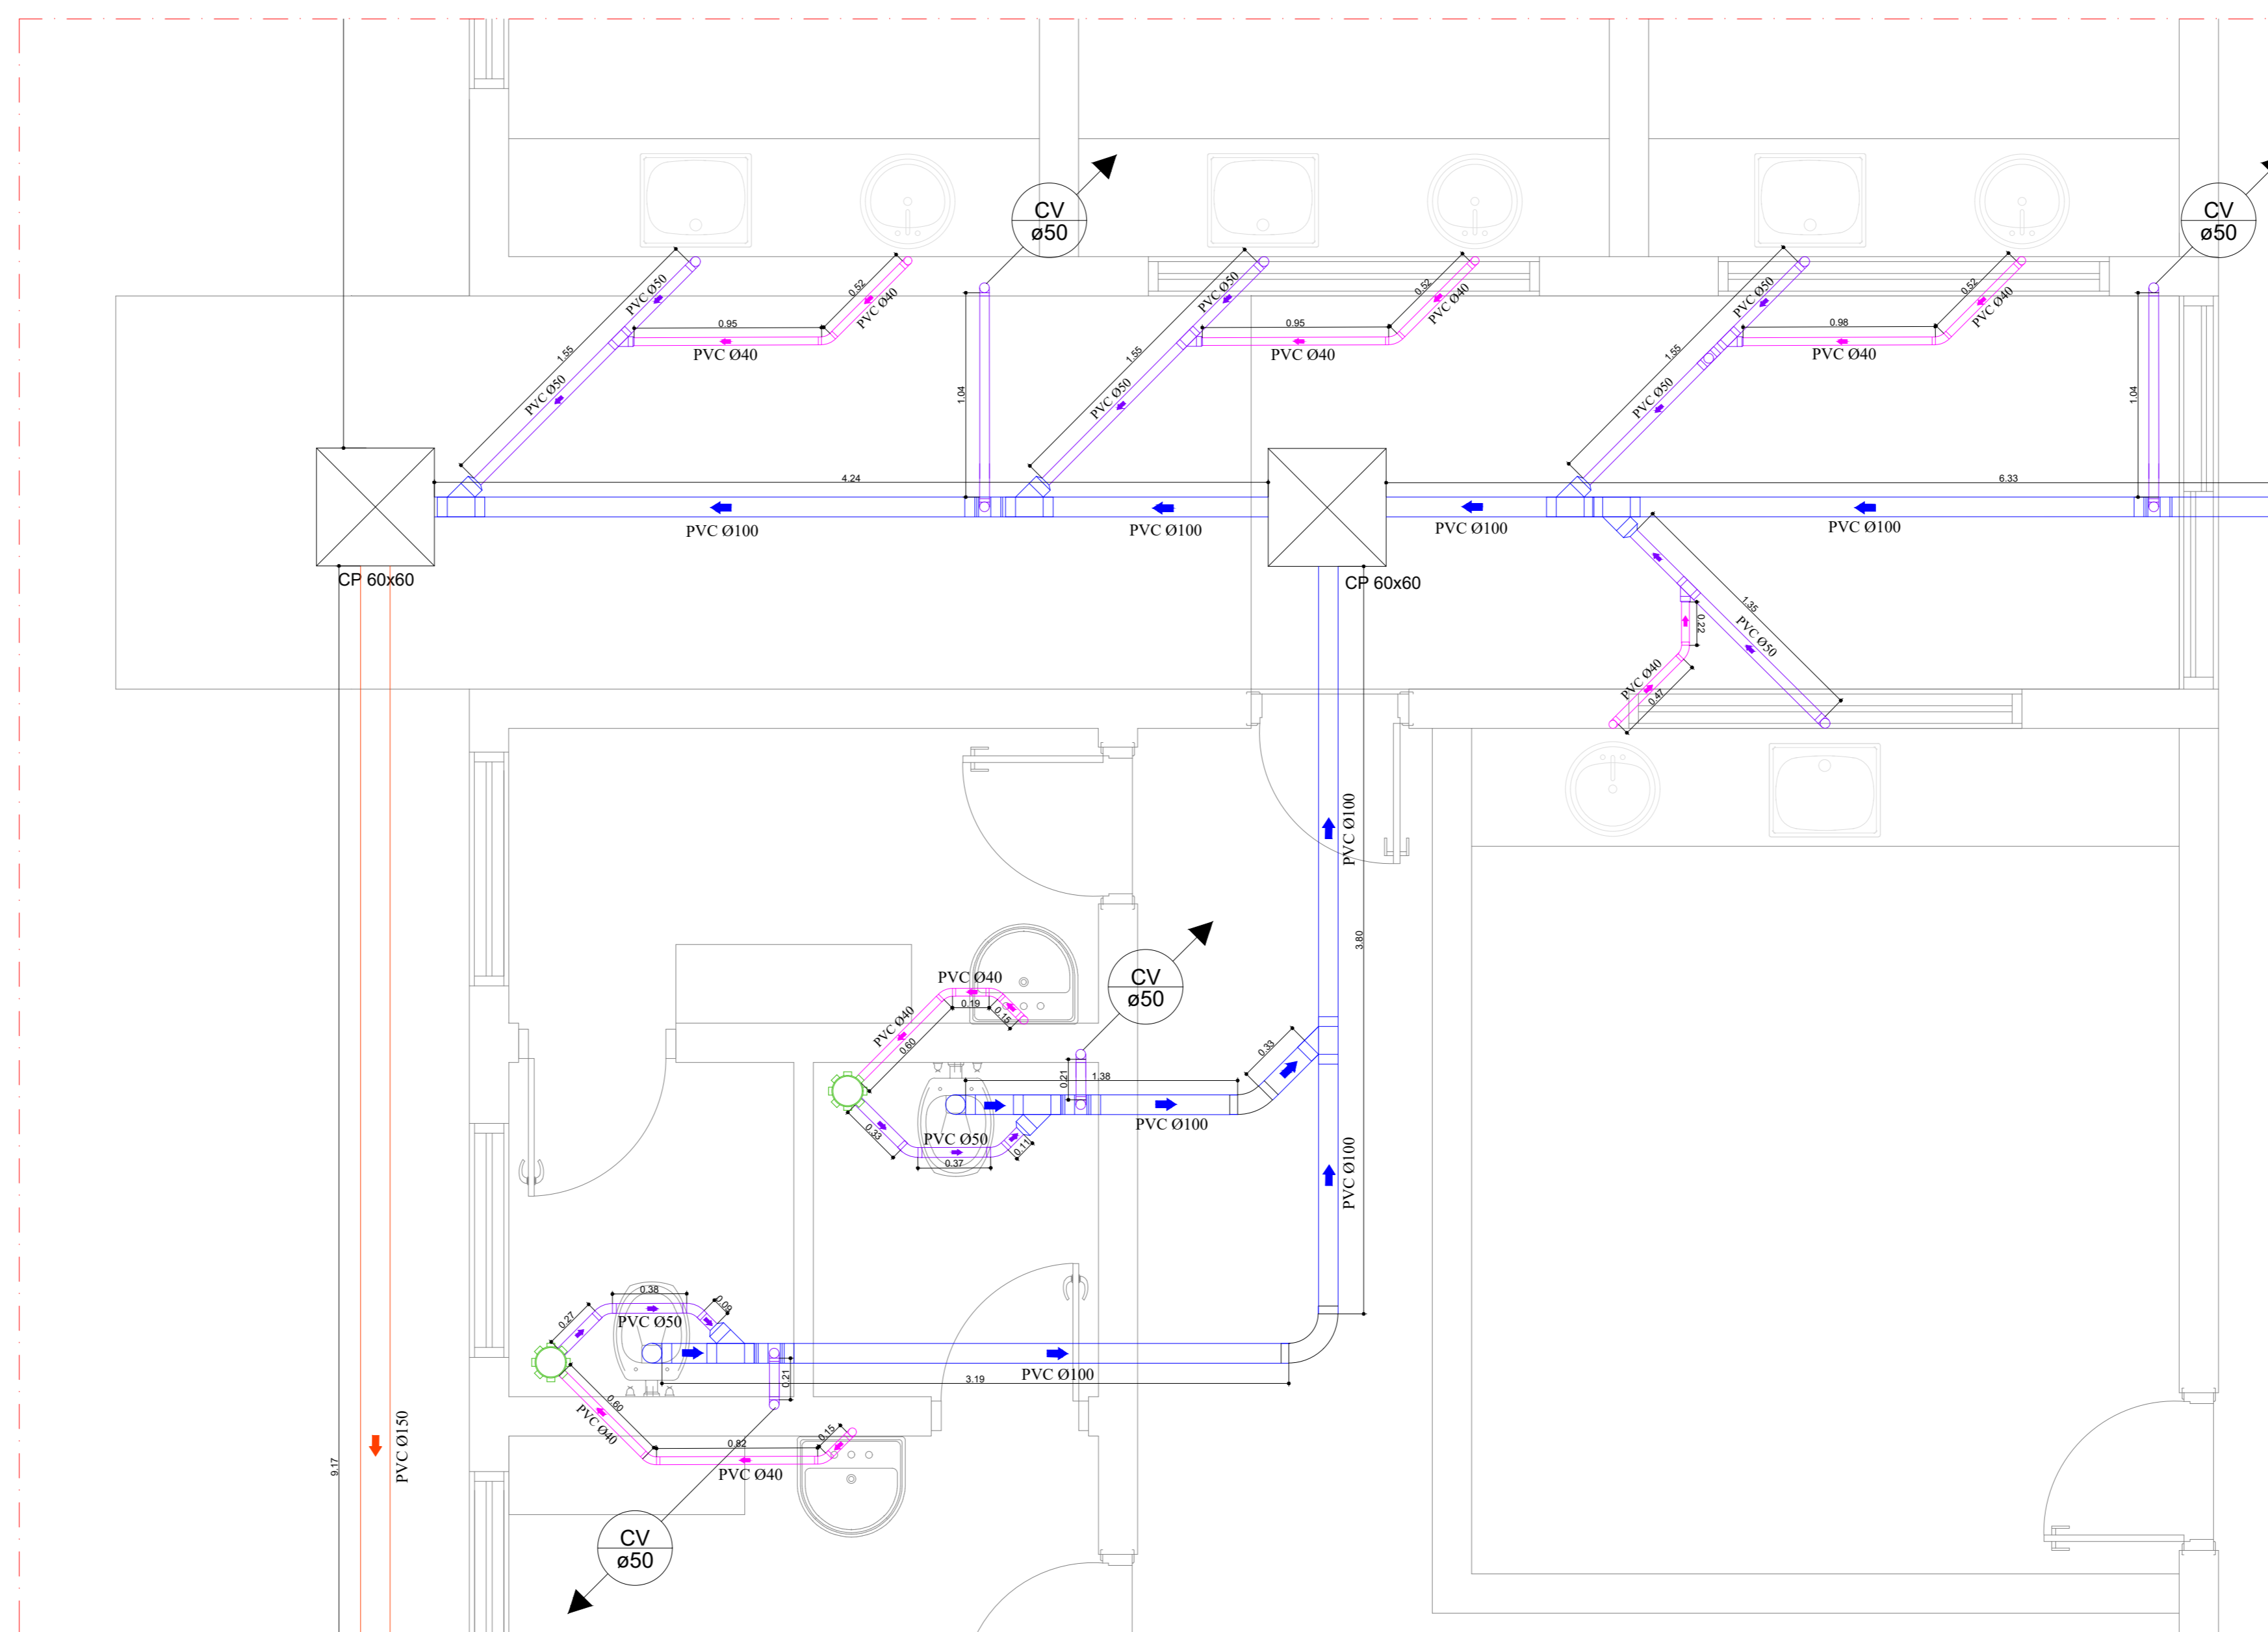 CV
ø50
CV
ø50
PVC Ø50
0.52
PVC Ø40
0.95
PVC Ø40
1.55
PVC Ø50
1.04
PVC Ø50
0.52
PVC Ø40
0.95
PVC Ø40
1.55
PVC Ø50
PVC Ø50
0.52
PVC Ø40
0.98
PVC Ø40
1.55
PVC Ø50
1.04
4.24
6.33
PVC Ø100
PVC Ø100
PVC Ø100
PVC Ø100
CP 60x60
CP 60x60
1.35
0.22
PVC Ø50
PVC Ø40
0.47
PVC Ø100
3.80
PVC Ø40
0.19
0.15
PVC Ø40
0.60
CV
ø50
0.33
0.21
1.38
PVC Ø100
0.33
PVC Ø50
0.11
0.37
PVC Ø100
0.38
0.09
0.27
PVC Ø50
0.21
PVC Ø100
3.19
0.60
PVC Ø40
0.82
0.15
PVC Ø40
9.17
PVC Ø150
CV
ø50